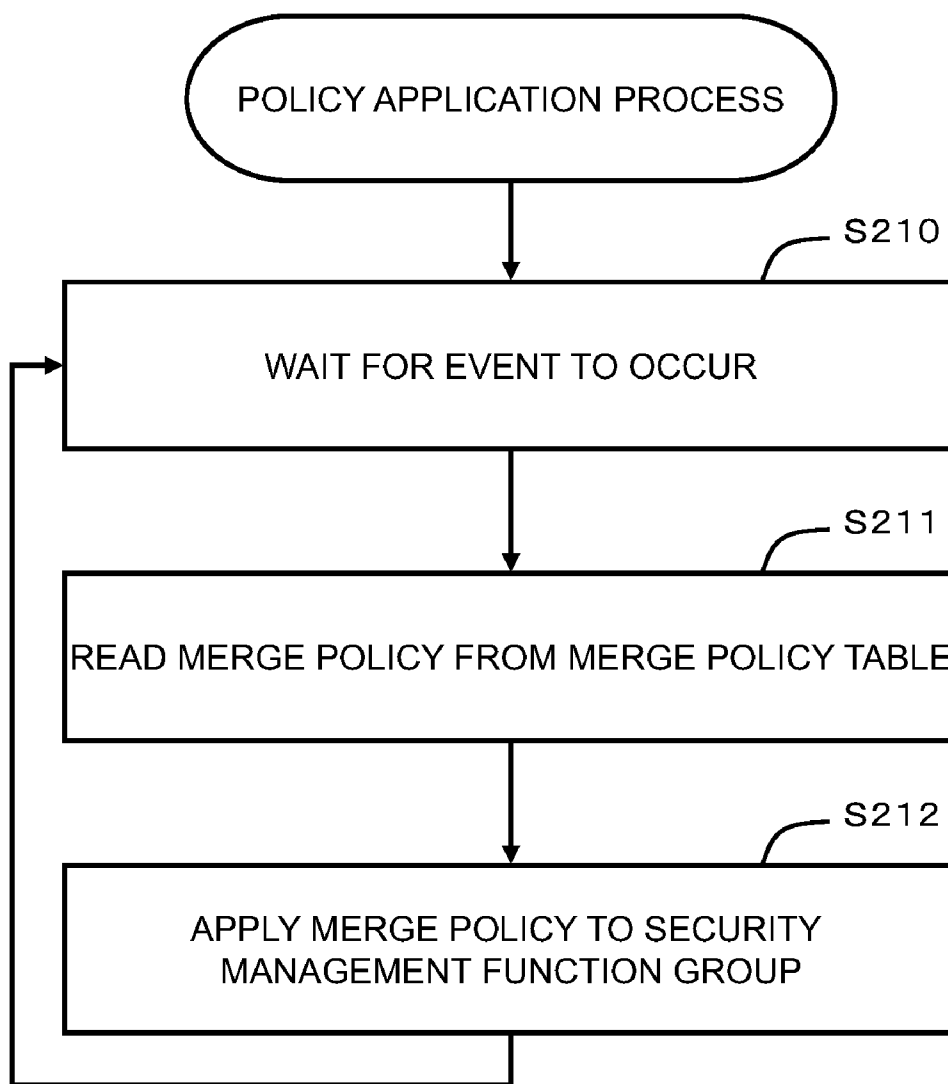 POLICY APPLICATION PROCESS
S210
WAIT FOR EVENT TO OCCUR
S211
READ MERGE POLICY FROM MERGE POLICY TABLE
S212
APPLY MERGE POLICY TO SECURITY
MANAGEMENT FUNCTION GROUP